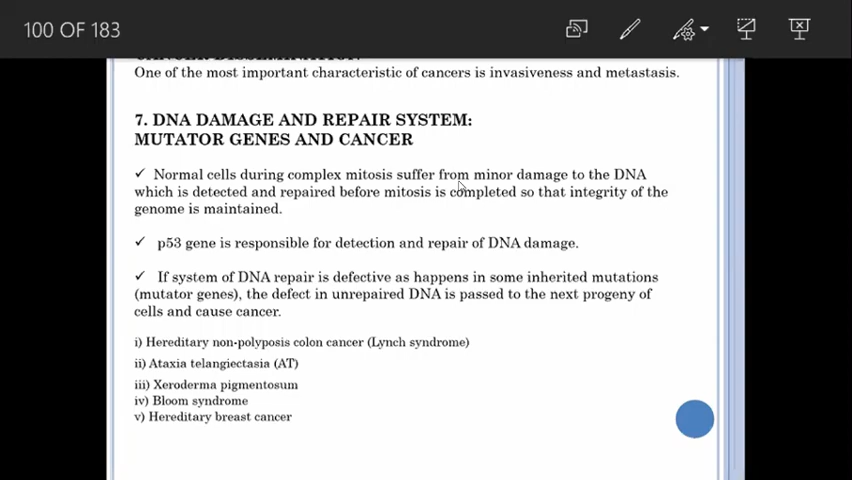 100 OF 183
CANCER DISSEMINATION:
One of the most important characteristic of cancers is invasiveness and metastasis.
7. DNA DAMAGE AND REPAIR SYSTEM:
MUTATOR GENES AND CANCER
✓ Normal cells during complex mitosis suffer from minor damage to the DNA
which is detected and repaired before mitosis is completed so that integrity of the
genome is maintained.
✓ p53 gene is responsible for detection and repair of DNA damage.
✓ If system of DNA repair is defective as happens in some inherited mutations
(mutator genes), the defect in unrepaired DNA is passed to the next progeny of
cells and cause cancer.
i) Hereditary non-polyposis colon cancer (Lynch syndrome)
ii) Ataxia telangiectasia (AT)
iii) Xeroderma pigmentosum
iv) Bloom syndrome
v) Hereditary breast cancer